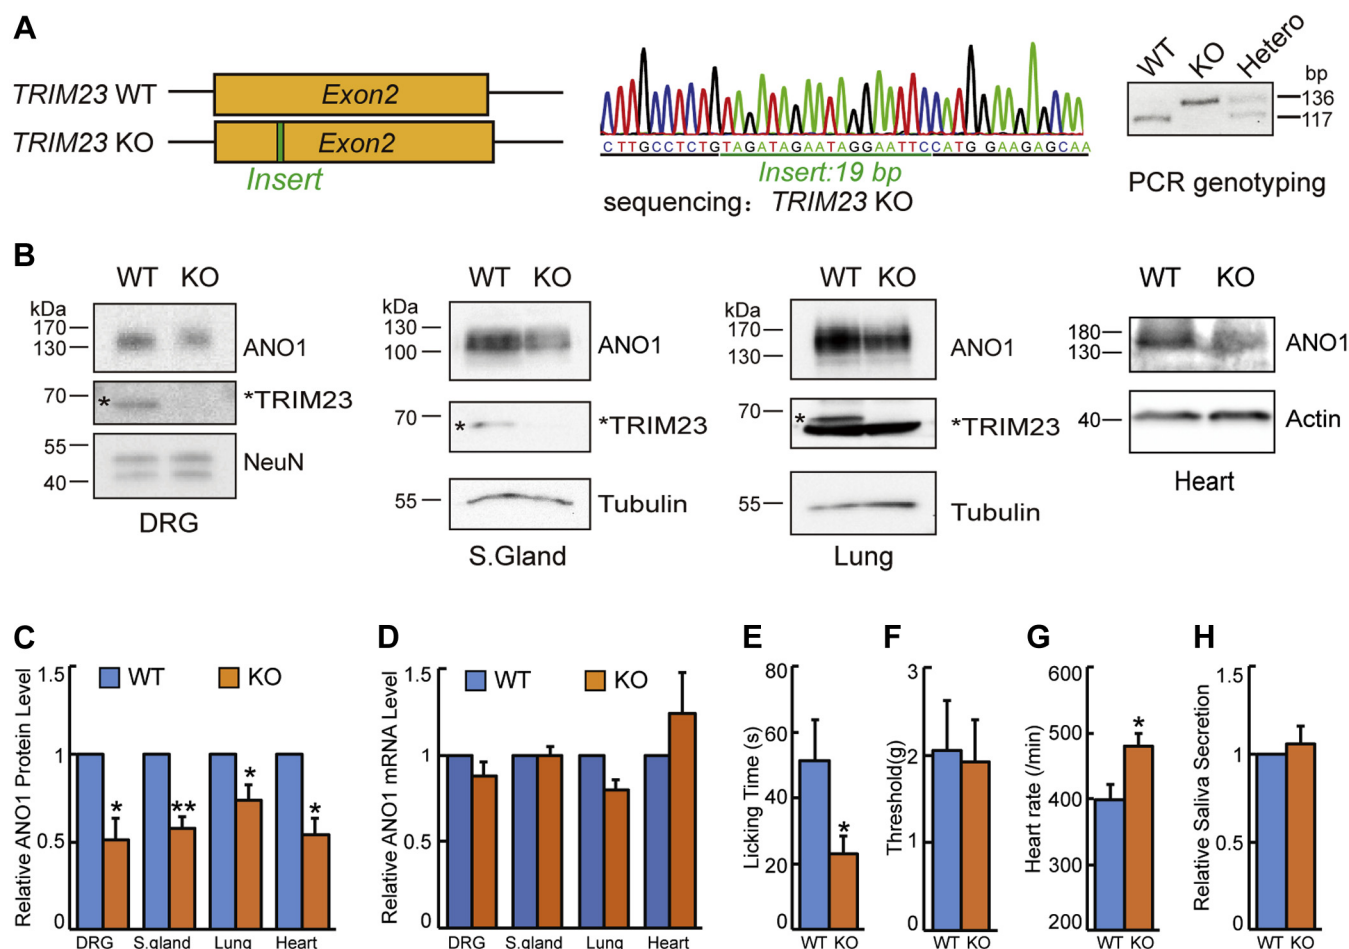 A
TRIM23 WT
Exon2
TRIM23 KO
Exon2
Insert
CTTGCCTCTGTAGATAGAATAGGAATTCCATG GAAGAGCAA
Insert:19 bp
sequencing: TRIM23 KO
WT KO Hetero
bp
136
117
PCR genotyping
B
WT KO
kDa
170
130
ANO1
70
*
*TRIM23
55
40
NeuN
DRG
WT KO
kDa
130
100
ANO1
70
*
*TRIM23
55
Tubulin
S.Gland
WT KO
kDa
170
130
ANO1
70
*
*TRIM23
55
Tubulin
Lung
WT KO
180
130
ANO1
40
Actin
Heart
C
Relative ANO1 Protein Level
1.5
1
0.5
0
WT KO
*
**
*
*
DRG S.gland Lung Heart
D
Relative ANO1 mRNA Level
1.5
1
0.5
0
WT KO
DRG S.gland Lung Heart
E
Licking Time (s)
80
60
40
20
0
*
WT KO
F
Threshold(g)
3
2
1
0
WT KO
G
Heart rate (/min)
600
500
400
300
200
*
WT KO
H
Relative Saliva Secretion
1.5
1
0.5
0
WT KO